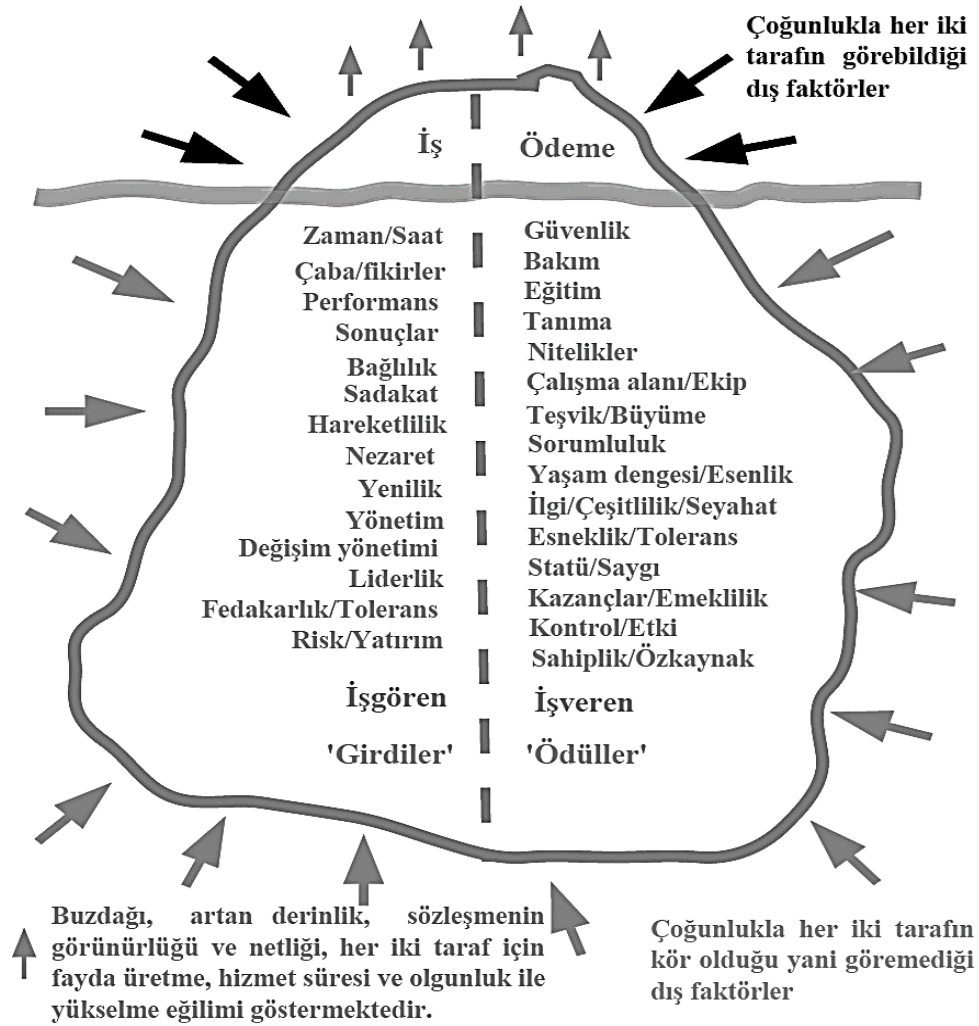 Çoğunlukla her iki
tarafın görebildiği
dış faktörler
İş
Ödeme
Zaman/Saat
Çaba/fikirler
Performans
Sonuçlar
Bağlılık
Sadakat
Hareketlilik
Nezaret
Yenilik
Yönetim
Değişim yönetimi
Liderlik
Fedakarlık/Tolerans
Risk/Yatırım
İşgören
'Girdiler'
Güvenlik
Bakım
Eğitim
Tanıma
Nitelikler
Çalışma alanı/Ekip
Teşvik/Büyüme
Sorumluluk
Yaşam dengesi/Esenlik
İlgi/Çeşitlilik/Seyahat
Esneklik/Tolerans
Statü/Saygı
Kazançlar/Emeklilik
Kontrol/Etki
Sahiplik/Özkaynak
İşveren
'Ödüller'
Buzdağı, artan derinlik, sözleşmenin
görünürlüğü ve netliği, her iki taraf için
fayda üretme, hizmet süresi ve olgunluk ile
yükselme eğilimi göstermektedir.
Çoğunlukla her iki tarafın
kör olduğu yani göremediği
dış faktörler